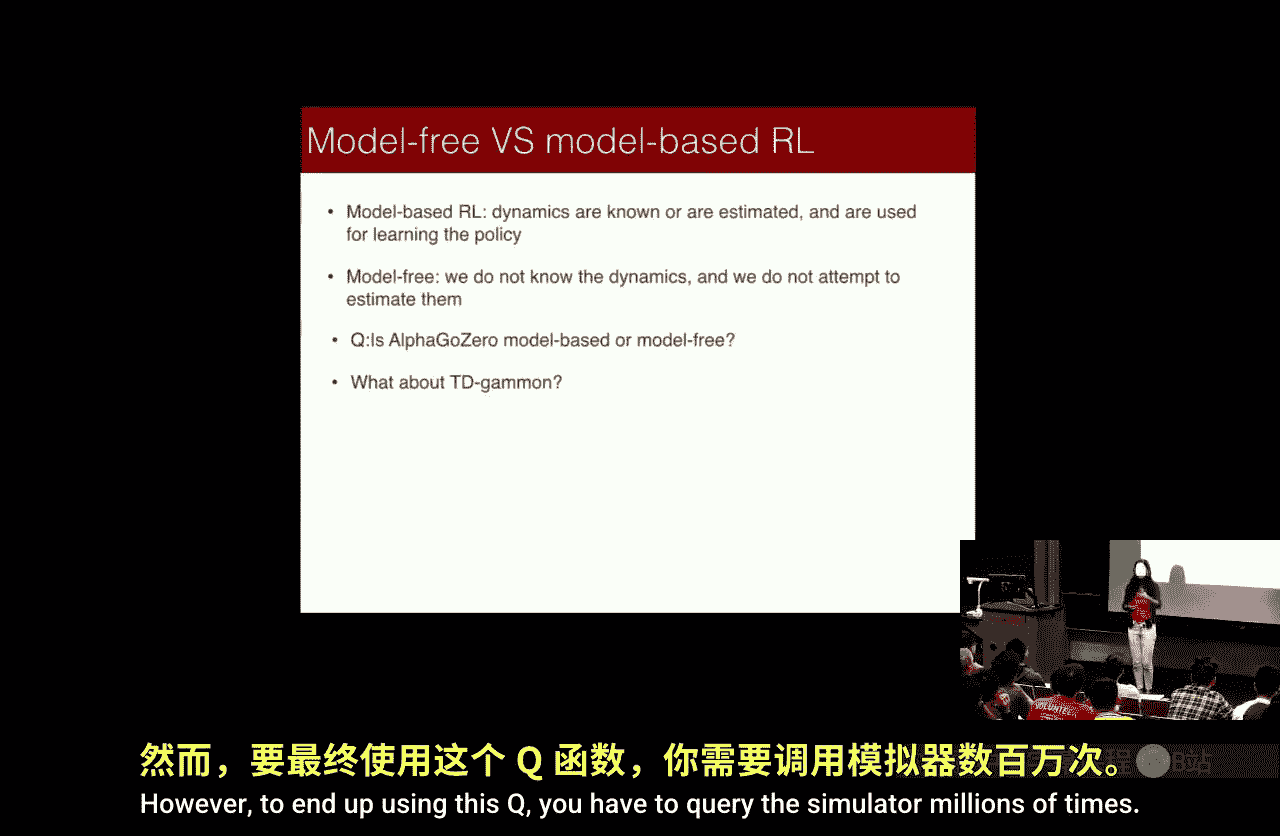 Model-free VS model-based RL
• Model-based RL: dynamics are known or are estimated, and are used
for learning the policy
• Model-free: we do not know the dynamics, and we do not attempt to
estimate them
• Q:Is AlphaGoZero model-based or model-free?
• What about TD-gammon?
VOLUNTEER
然而，要最终使用这个 Q 函数，你需要调用模拟器数百万次。
However, to end up using this Q, you have to query the simulator millions of times.